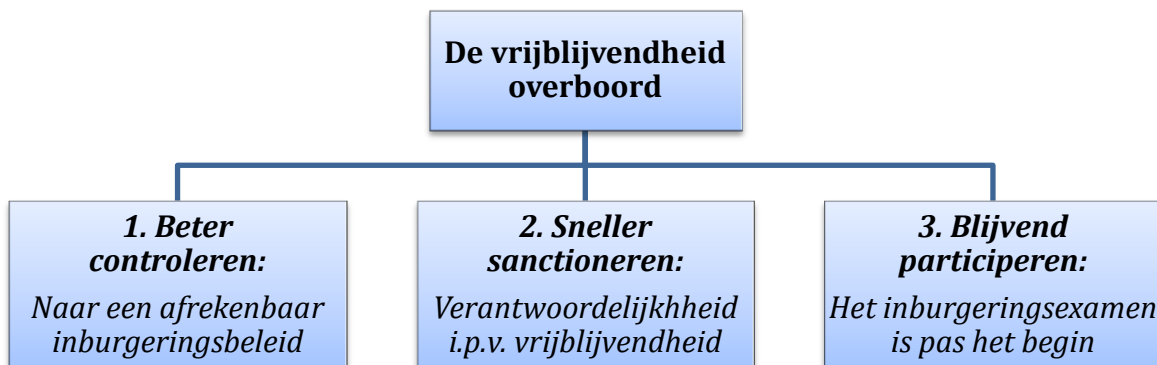 De vrijblijvendheid
overboord
1. Beter
controleren:
Naar een afrekenbaar
inburgeringsbeleid
2. Sneller
sanctioneren:
Verantwoordelijkhheid
i.p.v. vrijblijvendheid
3. Blijvend
participeren:
Het inburgeringsexamen
is pas het begin